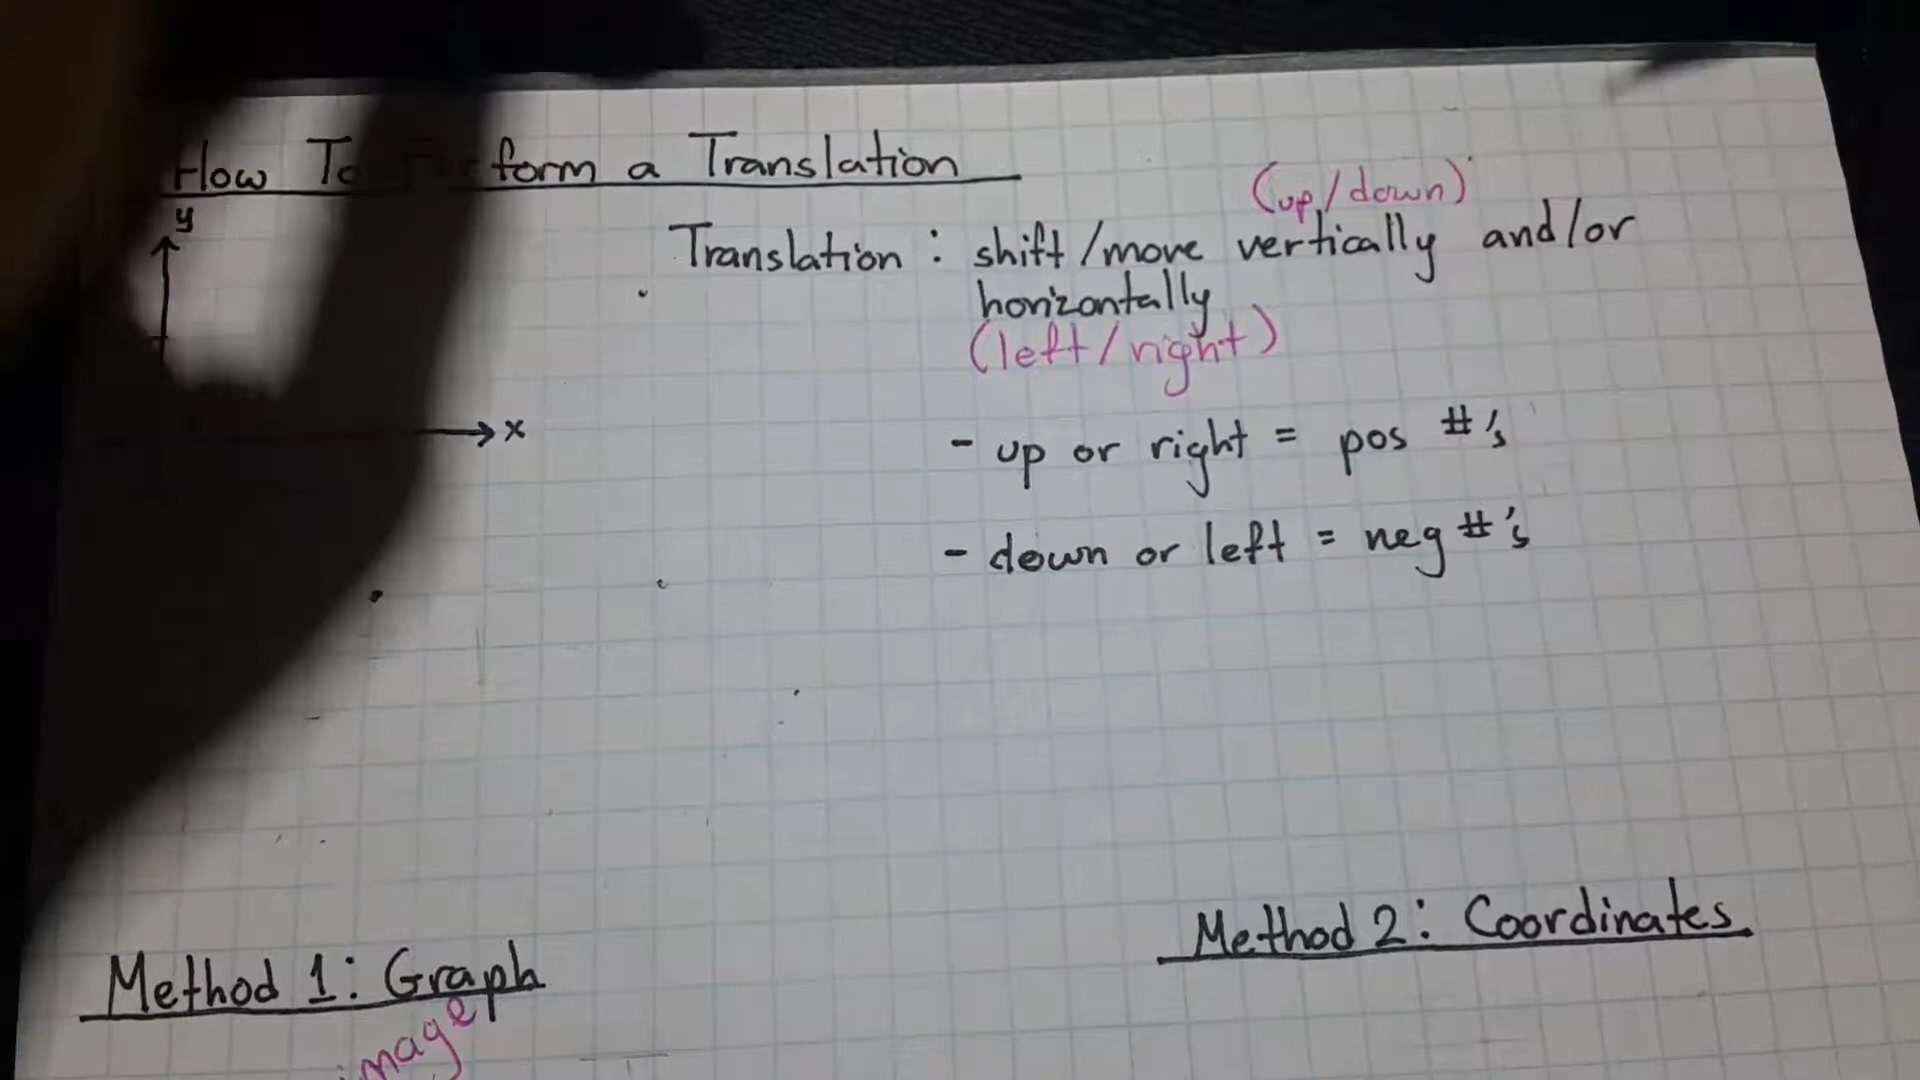 How To form a Translation
y
(up/down)
Translation: shift/move vertically and/or
horizontally
(left/right)
x
- up or right = pos #'s
- down or left = neg #'s
Method 2: Coordinates
Method 1: Graph
image